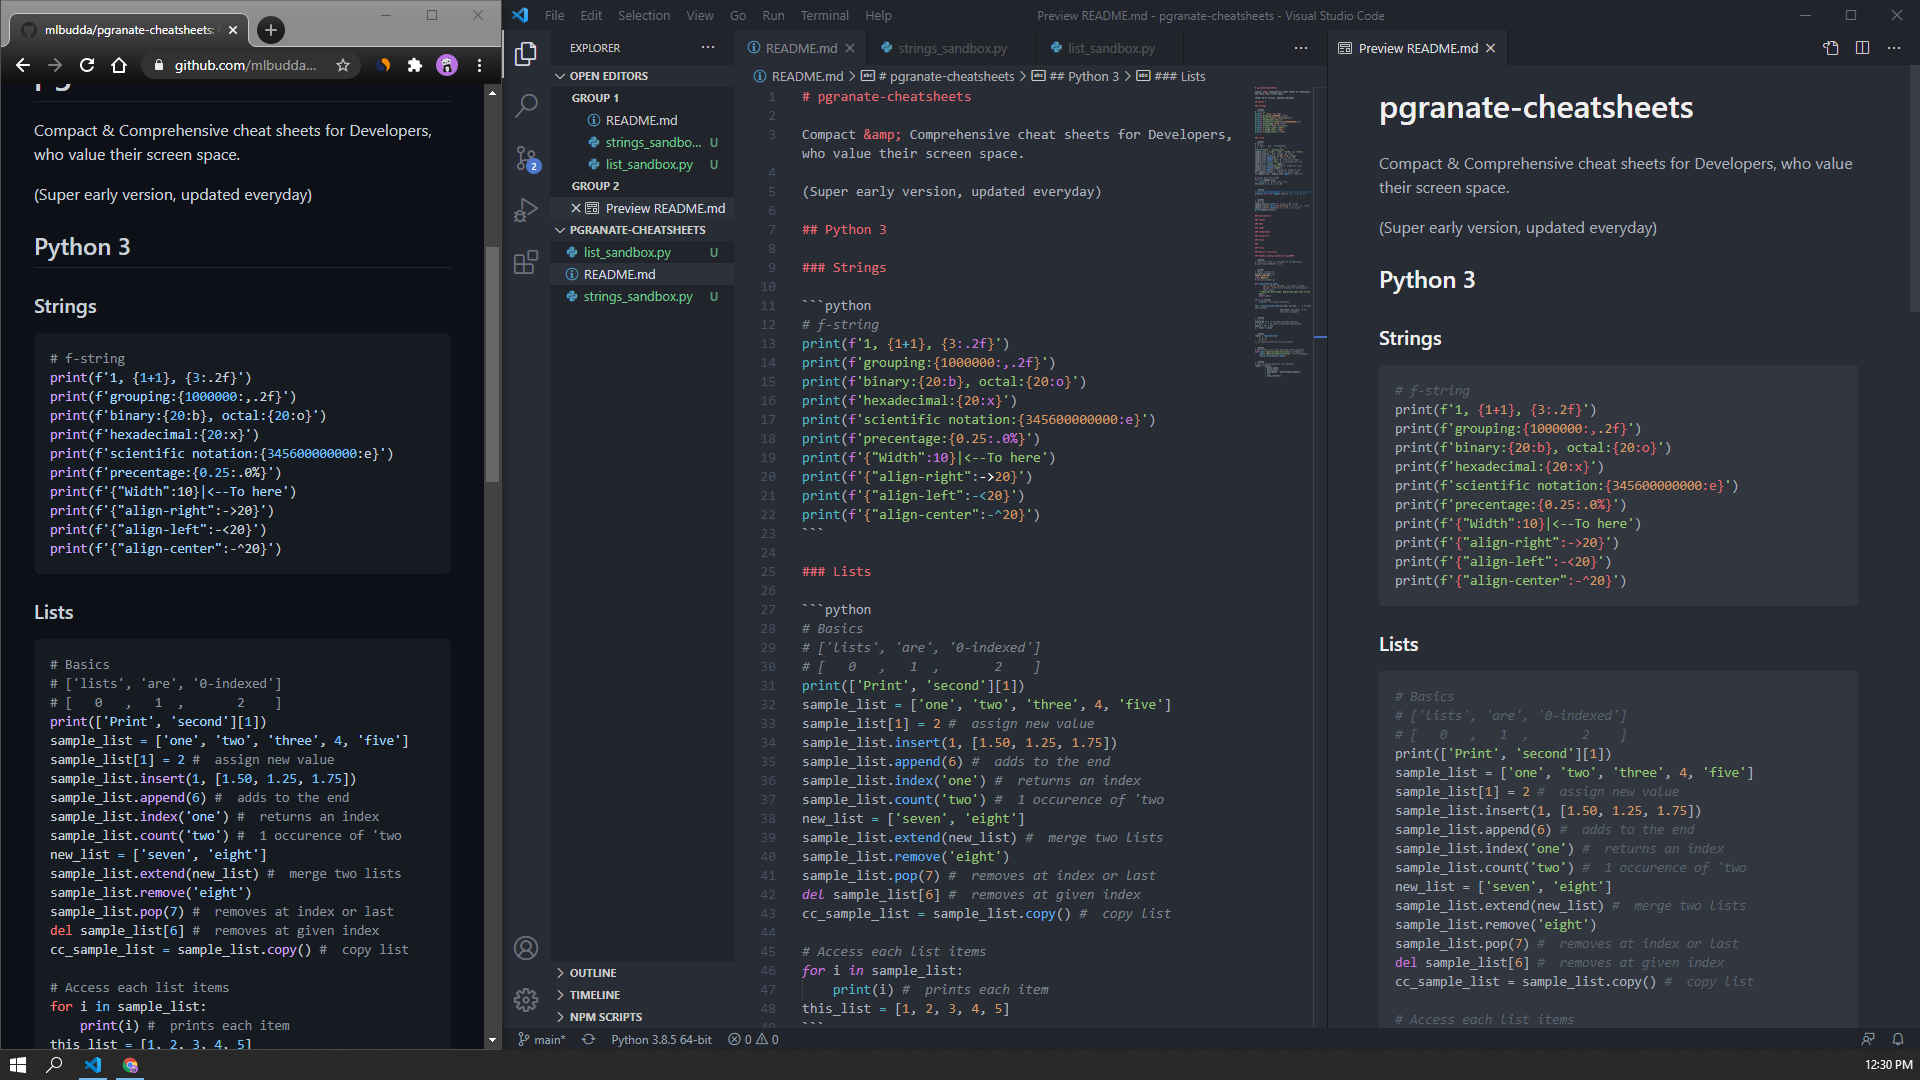 mlbudda/pgranate-cheatsheets:
github.com/mlbudda...
Compact & Comprehensive cheat sheets for Developers,
who value their screen space.
(Super early version, updated everyday)
Python 3
Strings
# f-string
print(f'1, {1+1}, {3:.2f}')
print(f'grouping:{1000000:,.2f}')
print(f'binary:{20:b}, octal:{20:o}')
print(f'hexadecimal:{20:x}')
print(f'scientific notation:{345600000000:e}')
print(f'precentage:{0.25:.0%}')
print(f'{"Width":10}|<--To here')
print(f'{"align-right":->20}')
print(f'{"align-left":-<20}')
print(f'{"align-center":-^20}')
Lists
# Basics
# ['lists', 'are', '0-indexed']
# [   0   ,   1  ,       2    ]
print(['Print', 'second'][1])
sample_list = ['one', 'two', 'three', 4, 'five']
sample_list[1] = 2 #  assign new value
sample_list.insert(1, [1.50, 1.25, 1.75])
sample_list.append(6) #  adds to the end
sample_list.index('one') #  returns an index
sample_list.count('two') #  1 occurence of 'two
new_list = ['seven', 'eight']
sample_list.extend(new_list) #  merge two lists
sample_list.remove('eight')
sample_list.pop(7) #  removes at index or last
del sample_list[6] #  removes at given index
cc_sample_list = sample_list.copy() #  copy list
# Access each list items
for i in sample_list:
    print(i) #  prints each item
this_list = [1, 2, 3, 4, 5]
File Edit Selection View Go Run Terminal Help
Preview README.md - pgranate-cheatsheets - Visual Studio Code
EXPLORER
OPEN EDITORS
GROUP 1
README.md
strings_sandbo... U
list_sandbox.py U
GROUP 2
Preview README.md
PGRANATE-CHEATSHEETS
list_sandbox.py U
README.md
strings_sandbox.py U
2
OUTLINE
TIMELINE
NPM SCRIPTS
README.md
strings_sandbox.py
list_sandbox.py
README.md > # pgranate-cheatsheets > ## Python 3 > ### Lists
1 # pgranate-cheatsheets
2
3 Compact &amp; Comprehensive cheat sheets for Developers,
who value their screen space.
4
5 (Super early version, updated everyday)
6
7 ## Python 3
8
9 ### Strings
10
11 ```python
12 # f-string
13 print(f'1, {1+1}, {3:.2f}')
14 print(f'grouping:{1000000:,.2f}')
15 print(f'binary:{20:b}, octal:{20:o}')
16 print(f'hexadecimal:{20:x}')
17 print(f'scientific notation:{345600000000:e}')
18 print(f'precentage:{0.25:.0%}')
19 print(f'{"Width":10}|<--To here')
20 print(f'{"align-right":->20}')
21 print(f'{"align-left":-<20}')
22 print(f'{"align-center":-^20}')
23 ```
24
25 ### Lists
26
27 ```python
28 # Basics
29 # ['lists', 'are', '0-indexed']
30 # [   0   ,   1  ,       2    ]
31 print(['Print', 'second'][1])
32 sample_list = ['one', 'two', 'three', 4, 'five']
33 sample_list[1] = 2 #  assign new value
34 sample_list.insert(1, [1.50, 1.25, 1.75])
35 sample_list.append(6) #  adds to the end
36 sample_list.index('one') #  returns an index
37 sample_list.count('two') #  1 occurence of 'two
38 new_list = ['seven', 'eight']
39 sample_list.extend(new_list) #  merge two lists
40 sample_list.remove('eight')
41 sample_list.pop(7) #  removes at index or last
42 del sample_list[6] #  removes at given index
43 cc_sample_list = sample_list.copy() #  copy list
44
45 # Access each list items
46 for i in sample_list:
47     print(i) #  prints each item
48 this_list = [1, 2, 3, 4, 5]
49 ```
Preview README.md
pgranate-cheatsheets
Compact & Comprehensive cheat sheets for Developers, who value
their screen space.
(Super early version, updated everyday)
Python 3
Strings
# f-string
print(f'1, {1+1}, {3:.2f}')
print(f'grouping:{1000000:,.2f}')
print(f'binary:{20:b}, octal:{20:o}')
print(f'hexadecimal:{20:x}')
print(f'scientific notation:{345600000000:e}')
print(f'precentage:{0.25:.0%}')
print(f'{"Width":10}|<--To here')
print(f'{"align-right":->20}')
print(f'{"align-left":-<20}')
print(f'{"align-center":-^20}')
Lists
# Basics
# ['lists', 'are', '0-indexed']
# [   0   ,   1  ,       2    ]
print(['Print', 'second'][1])
sample_list = ['one', 'two', 'three', 4, 'five']
sample_list[1] = 2 #  assign new value
sample_list.insert(1, [1.50, 1.25, 1.75])
sample_list.append(6) #  adds to the end
sample_list.index('one') #  returns an index
sample_list.count('two') #  1 occurence of 'two
new_list = ['seven', 'eight']
sample_list.extend(new_list) #  merge two lists
sample_list.remove('eight')
sample_list.pop(7) #  removes at index or last
del sample_list[6] #  removes at given index
cc_sample_list = sample_list.copy() #  copy list
# Access each list items
main* Python 3.8.5 64-bit 0 0
12:30 PM